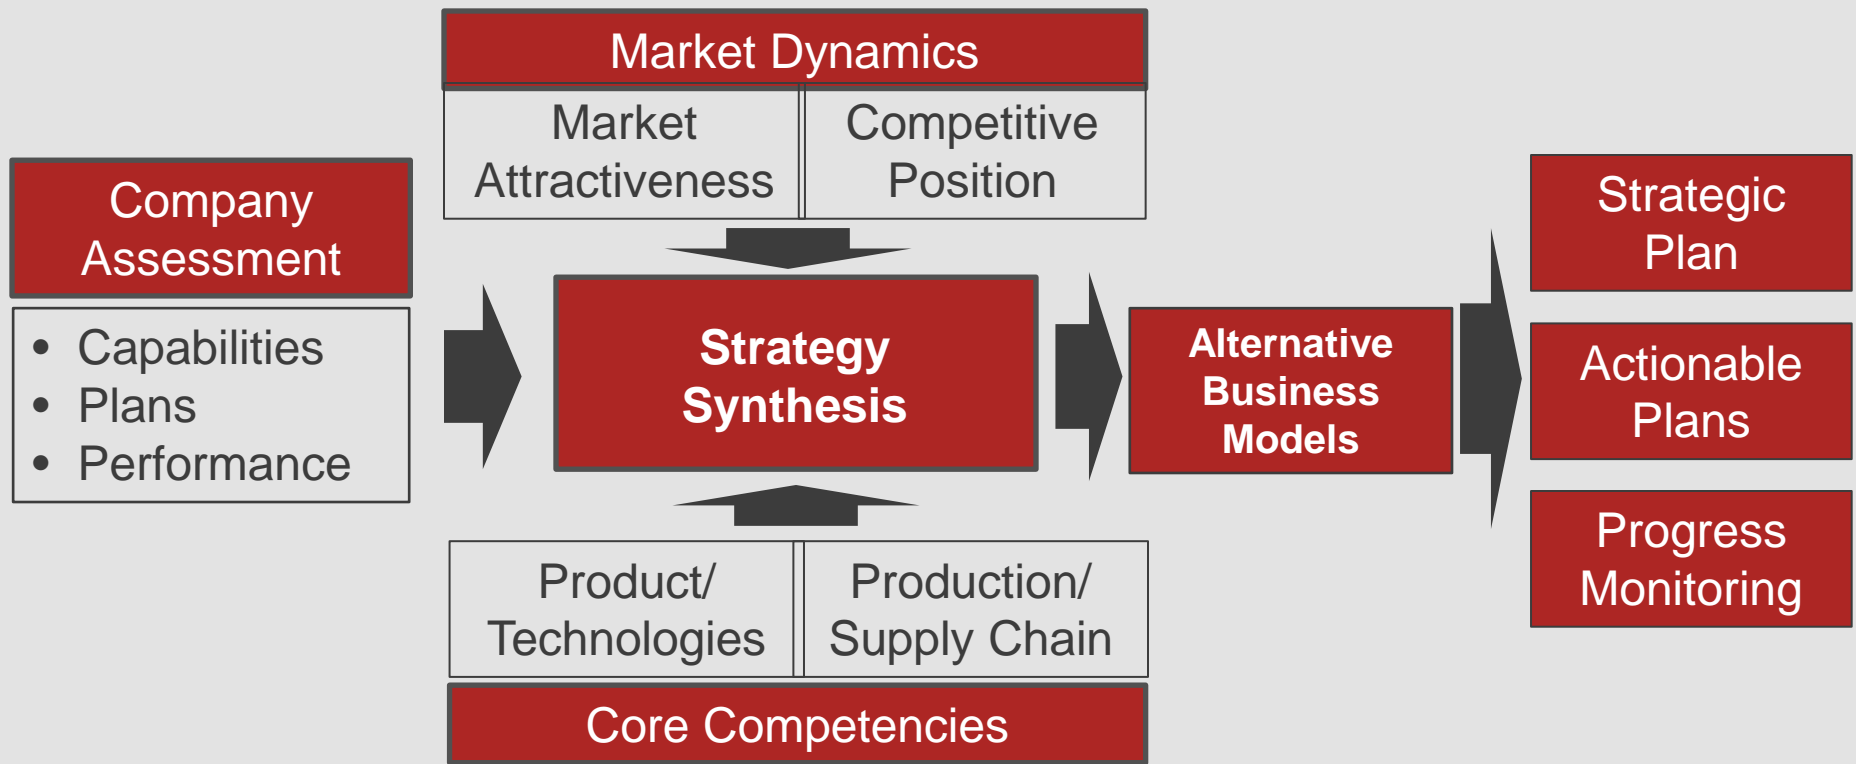 Market Dynamics
Market
Attractiveness
Competitive
Position
Company
Assessment
• Capabilities
• Plans
• Performance
Strategy
Synthesis
Alternative
Business
Models
Strategic
Plan
Actionable
Plans
Progress
Monitoring
Product/
Technologies
Production/
Supply Chain
Core Competencies